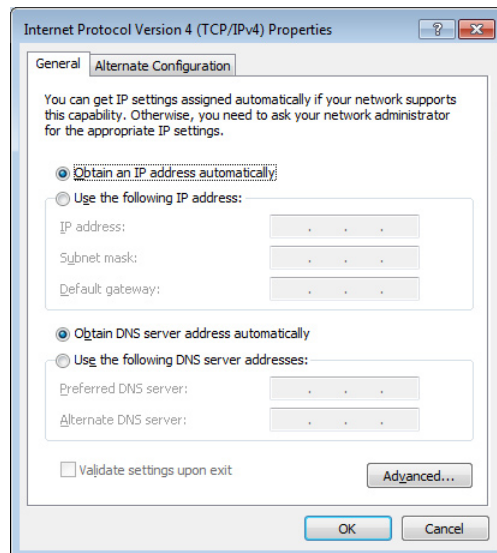 Internet Protocol Version 4 (TCP/IPv4) Properties
General
Alternate Configuration
You can get IP settings assigned automatically if your network supports
this capability. Otherwise, you need to ask your network administrator
for the appropriate IP settings.
Obtain an IP address automatically
Use the following IP address:
IP address:
Subnet mask:
Default gateway:
Obtain DNS server address automatically
Use the following DNS server addresses:
Preferred DNS server:
Alternate DNS server:
Validate settings upon exit
Advanced...
OK
Cancel